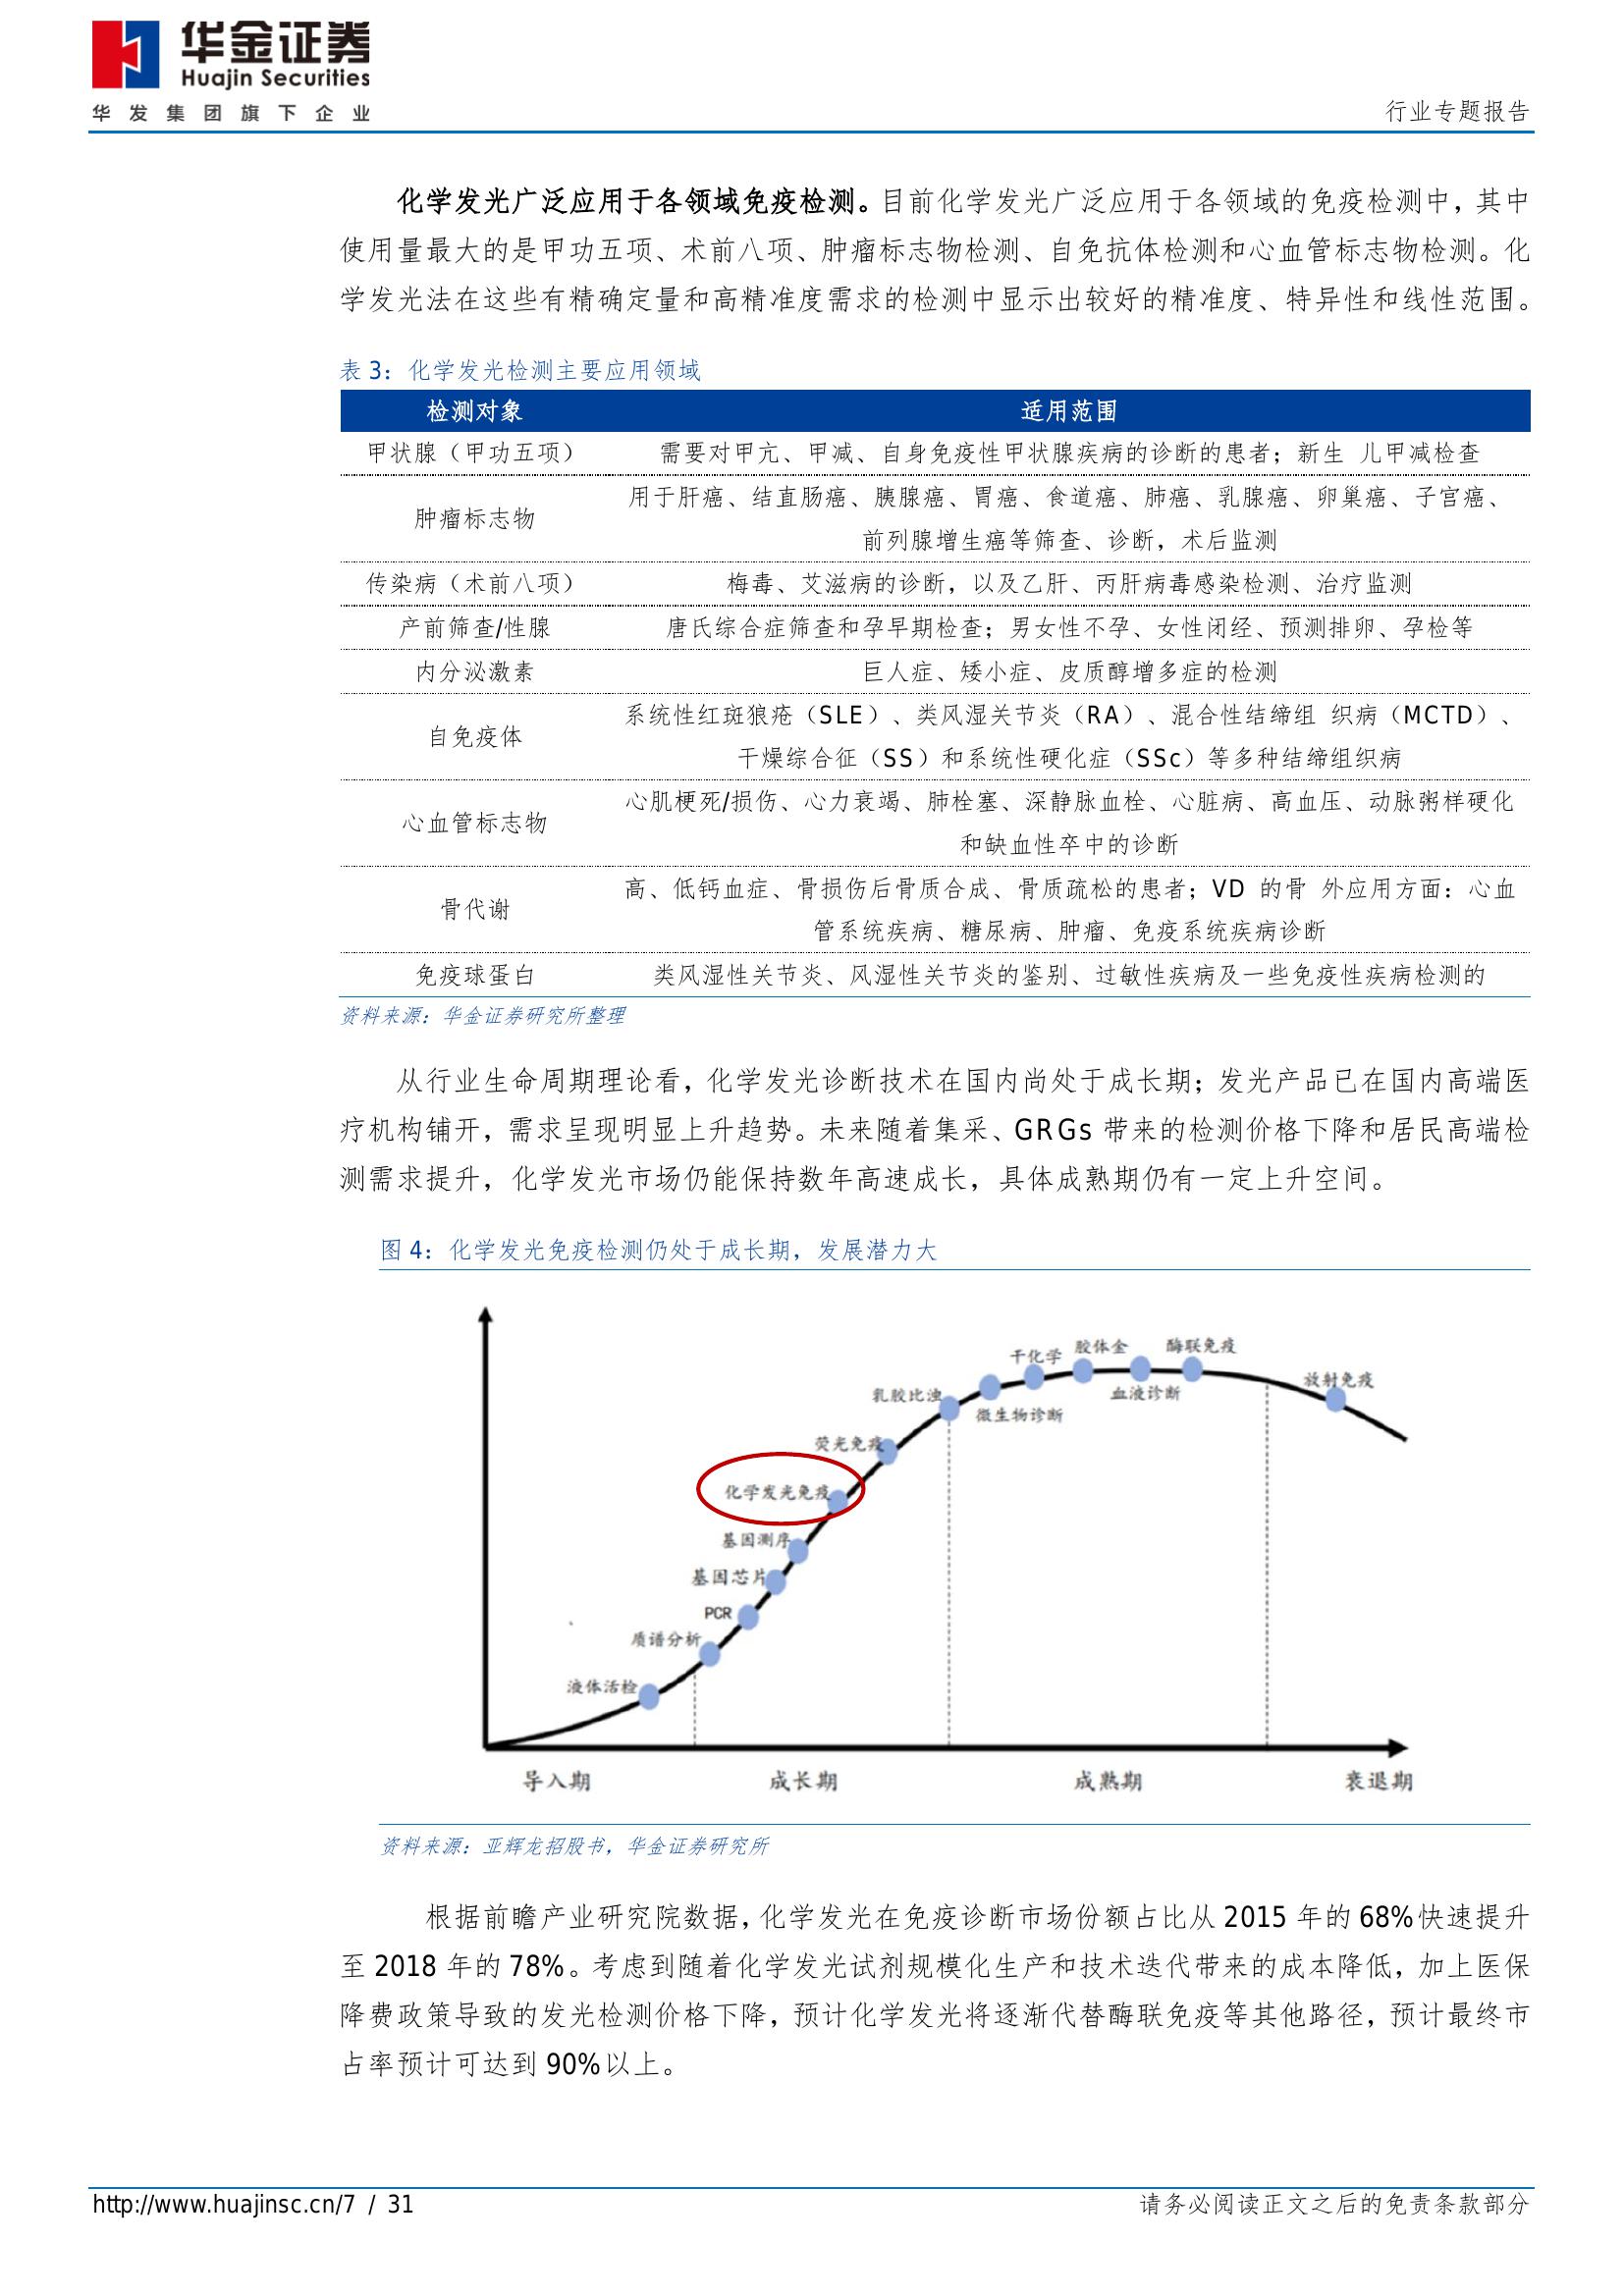 华金证券
Huajin Securities
华发集团旗下企业
行业专题报告
化学发光广泛应用于各领域免疫检测。目前化学发光广泛应用于各领域的免疫检测中，其中
使用量最大的是甲功五项、术前八项、肿瘤标志物检测、自免抗体检测和心血管标志物检测。化
学发光法在这些有精确定量和高精准度需求的检测中显示出较好的精准度、特异性和线性范围。
表 3：化学发光检测主要应用领域
检测对象 适用范围
甲状腺（甲功五项） 需要对甲亢、甲减、自身免疫性甲状腺疾病的诊断的患者；新生 儿甲减检查
肿瘤标志物
用于肝癌、结直肠癌、胰腺癌、胃癌、食道癌、肺癌、乳腺癌、卵巢癌、子宫癌、
前列腺增生癌等筛查、诊断，术后监测
传染病（术前八项） 梅毒、艾滋病的诊断，以及乙肝、丙肝病毒感染检测、治疗监测
产前筛查/性腺 唐氏综合症筛查和孕早期检查；男女性不孕、女性闭经、预测排卵、孕检等
内分泌激素 巨人症、矮小症、皮质醇增多症的检测
自免疫体
系统性红斑狼疮（SLE）、类风湿关节炎（RA）、混合性结缔组 织病（MCTD）、
干燥综合征（SS）和系统性硬化症（SSc）等多种结缔组织病
心血管标志物
心肌梗死/损伤、心力衰竭、肺栓塞、深静脉血栓、心脏病、高血压、动脉粥样硬化
和缺血性卒中的诊断
骨代谢
高、低钙血症、骨损伤后骨质合成、骨质疏松的患者；VD 的骨 外应用方面：心血
管系统疾病、糖尿病、肿瘤、免疫系统疾病诊断
免疫球蛋白 类风湿性关节炎、风湿性关节炎的鉴别、过敏性疾病及一些免疫性疾病检测的
资料来源：华金证券研究所整理
从行业生命周期理论看，化学发光诊断技术在国内尚处于成长期；发光产品已在国内高端医
疗机构铺开，需求呈现明显上升趋势。未来随着集采、GRGs 带来的检测价格下降和居民高端检
测需求提升，化学发光市场仍能保持数年高速成长，具体成熟期仍有一定上升空间。
图 4：化学发光免疫检测仍处于成长期，发展潜力大
干化学
胶体金
酶联免疫
放射免疫
乳胶比浊
血液诊断
微生物诊断
荧光免疫
化学发光免疫
基因测序
基因芯片
PCR
质谱分析
液体活检
导入期 成长期 成熟期 衰退期
资料来源：亚辉龙招股书，华金证券研究所
根据前瞻产业研究院数据，化学发光在免疫诊断市场份额占比从 2015 年的 68%快速提升
至 2018 年的 78%。考虑到随着化学发光试剂规模化生产和技术迭代带来的成本降低，加上医保
降费政策导致的发光检测价格下降，预计化学发光将逐渐代替酶联免疫等其他路径，预计最终市
占率预计可达到 90%以上。
http://www.huajinsc.cn/7 / 31
请务必阅读正文之后的免责条款部分